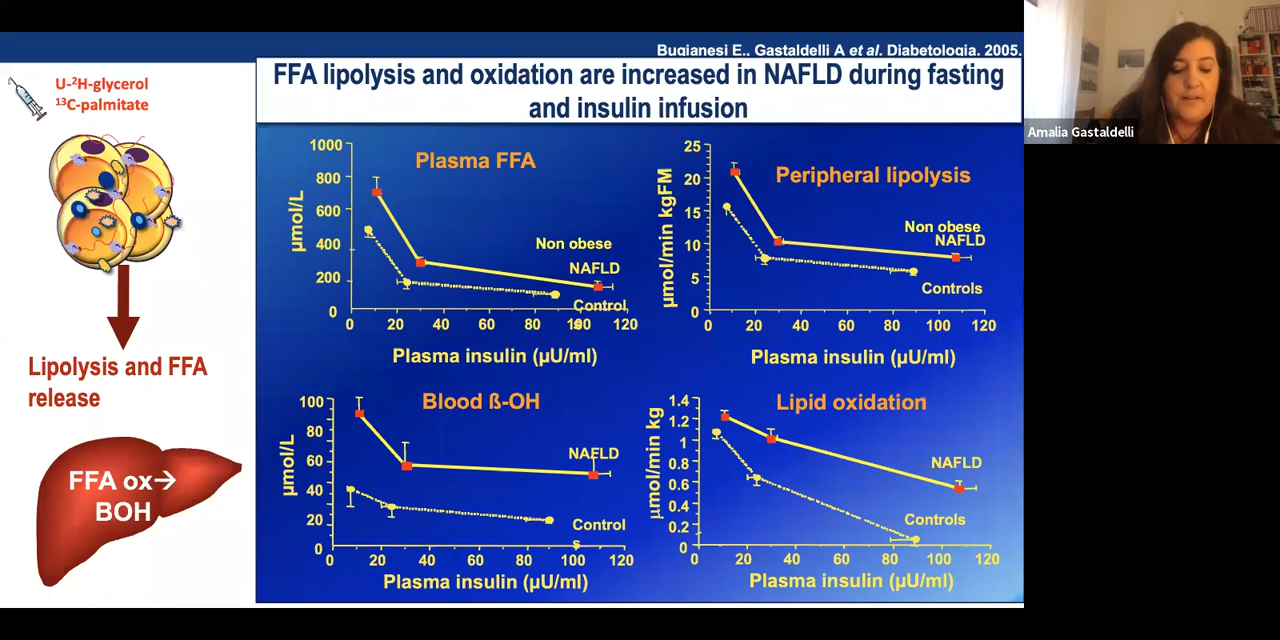 Bugianesi E., Gastaldelli A et al. Diabetologia. 2005.
FFA lipolysis and oxidation are increased in NAFLD during fasting
and insulin infusion
U-²H-glycerol
¹³C-palmitate
Lipolysis and FFA
release
FFA ox→
BOH
Plasma FFA
µmol/L
1000
800
600
400
200
0
Non obese
NAFLD
Control
s
0 20 40 60 80 100 120
Plasma insulin (µU/ml)
Peripheral lipolysis
µmol/min kgFM
25
20
15
10
5
0
Non obese
NAFLD
Controls
0 20 40 60 80 100 120
Plasma insulin (µU/ml)
Blood ß-OH
µmol/L
100
80
60
40
20
0
NAFLD
Control
s
0 20 40 60 80 100 120
Plasma insulin (µU/ml)
Lipid oxidation
µmol/min kg
1.4
1.2
1
0.8
0.6
0.4
0.2
0
NAFLD
Controls
0 20 40 60 80 100 120
Plasma insulin (µU/ml)
Amalia Gastaldelli